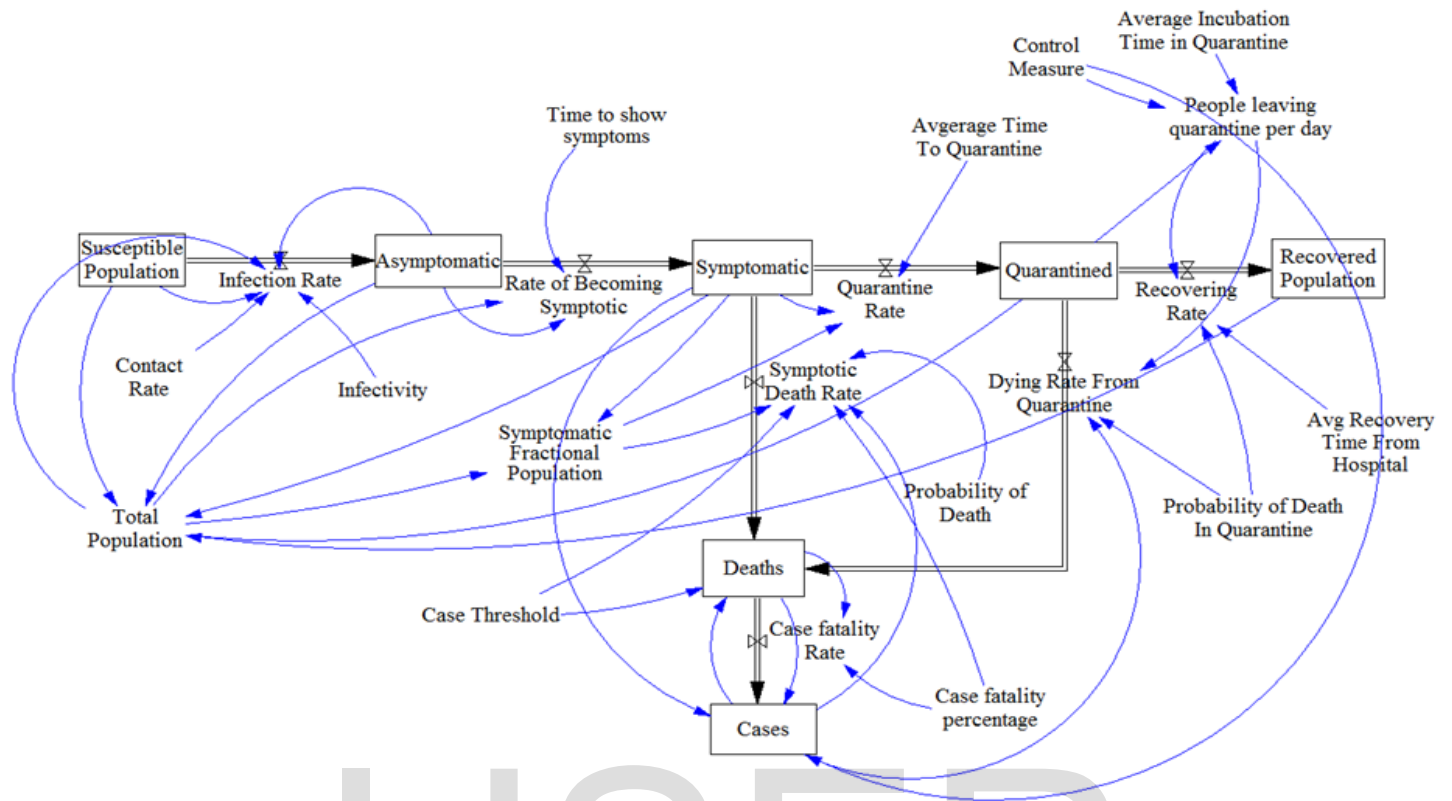 Average Incubation
Time in Quarantine
Control
Measure
People leaving
quarantine per day
Time to show
symptoms
Avgerage Time
To Quarantine
Susceptible
Population
Infection Rate
Asymptomatic
Rate of Becoming
Symptotic
Symptomatic
Quarantine
Rate
Quarantined
Recovering
Rate
Recovered
Population
Contact
Rate
Infectivity
Symptotic
Death Rate
Dying Rate From
Quarantine
Avg Recovery
Time From
Hospital
Symptomatic
Fractional
Population
Probability of
Death
Probability of Death
In Quarantine
Total
Population
Deaths
Case Threshold
Case fatality
Rate
Case fatality
percentage
Cases